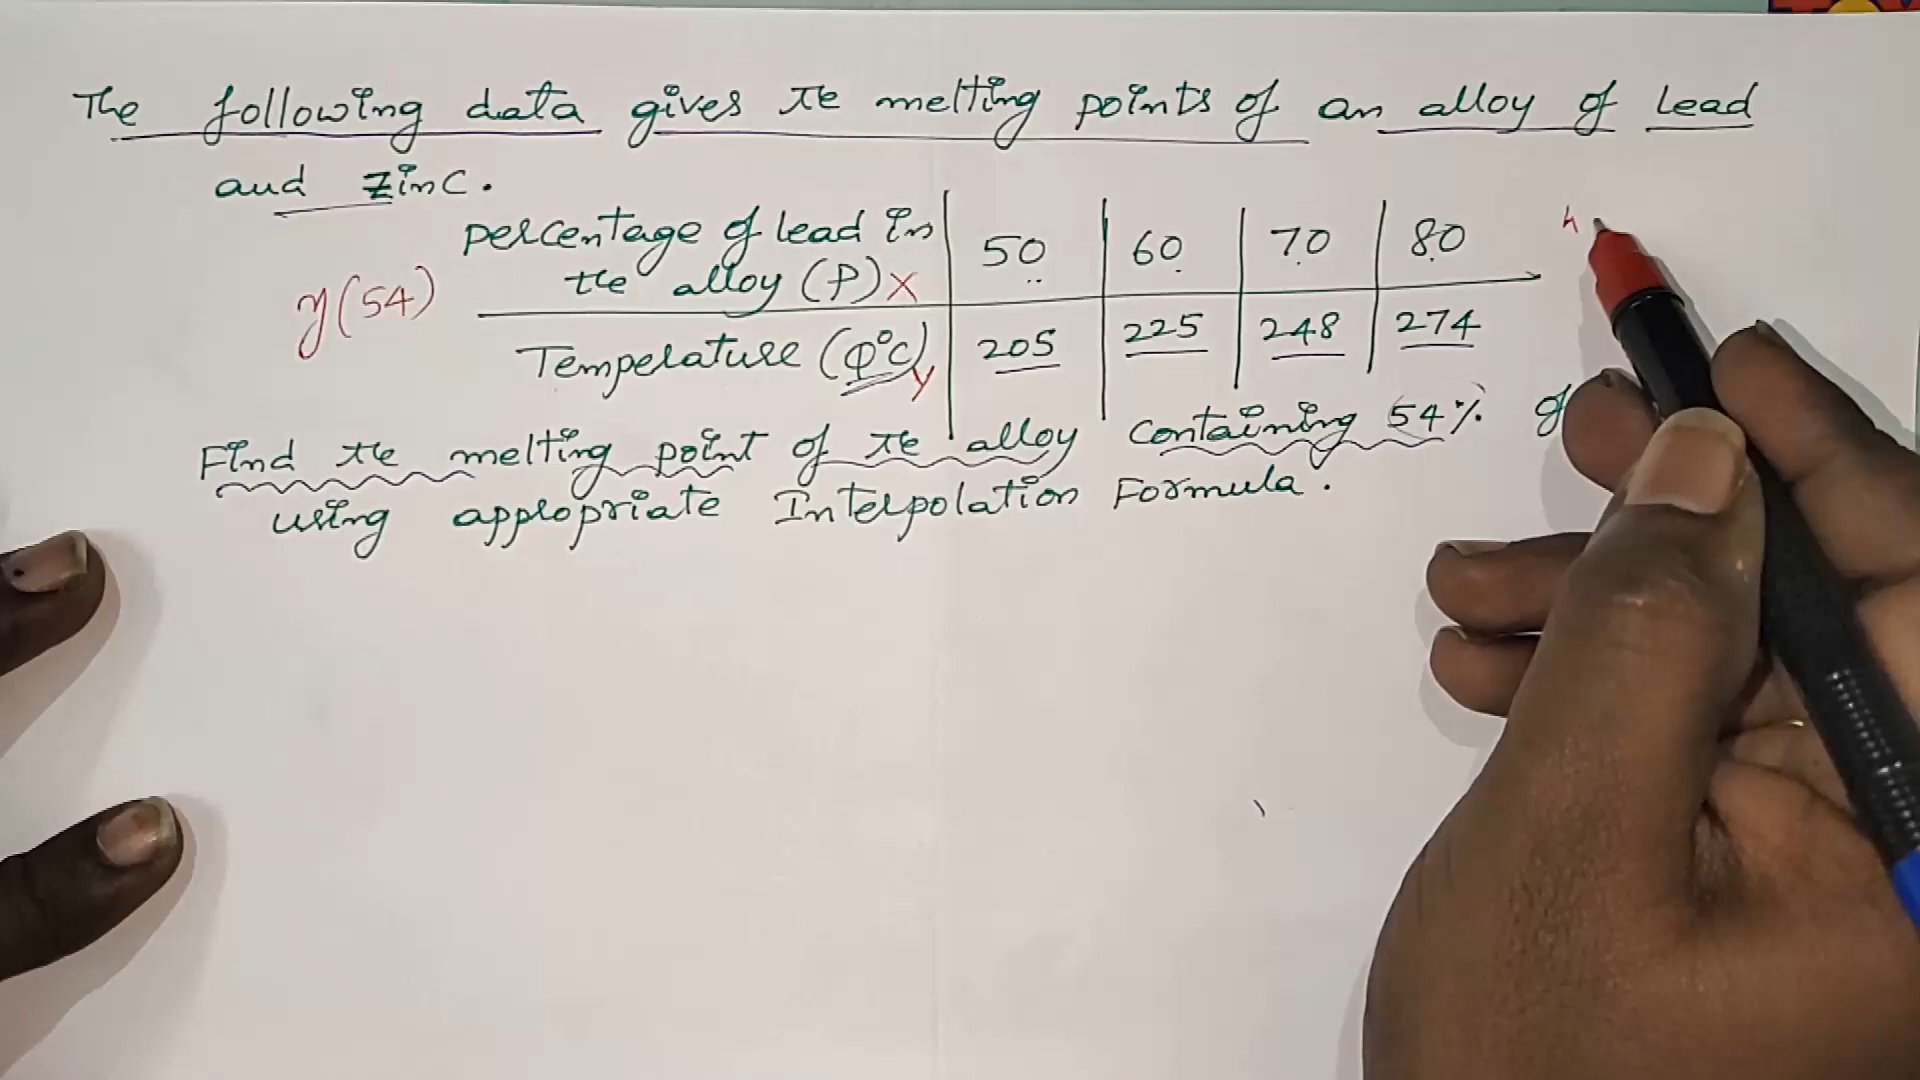 The following data gives the melting points of an alloy of Lead
and Zinc.
percentage of lead in the alloy (P) X | 50 | 60 | 70 | 80
h
y(54)
Temperature (Φ°C) y | 205 | 225 | 248 | 274
Find the melting point of the alloy containing 54% of
using appropriate Interpolation Formula.